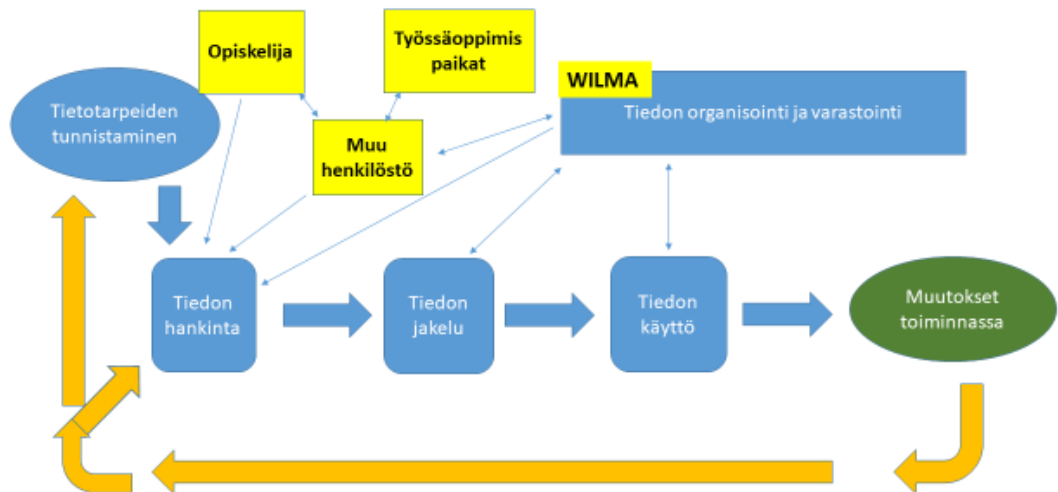 Opiskelija
Työssäoppimis
paikat
WILMA
Tietotarpeiden
tunnistaminen
Tiedon organisointi ja varastointi
Muu
henkilöstö
Tiedon
hankinta
Tiedon
jakelu
Tiedon
käyttö
Muutokset
toiminnassa